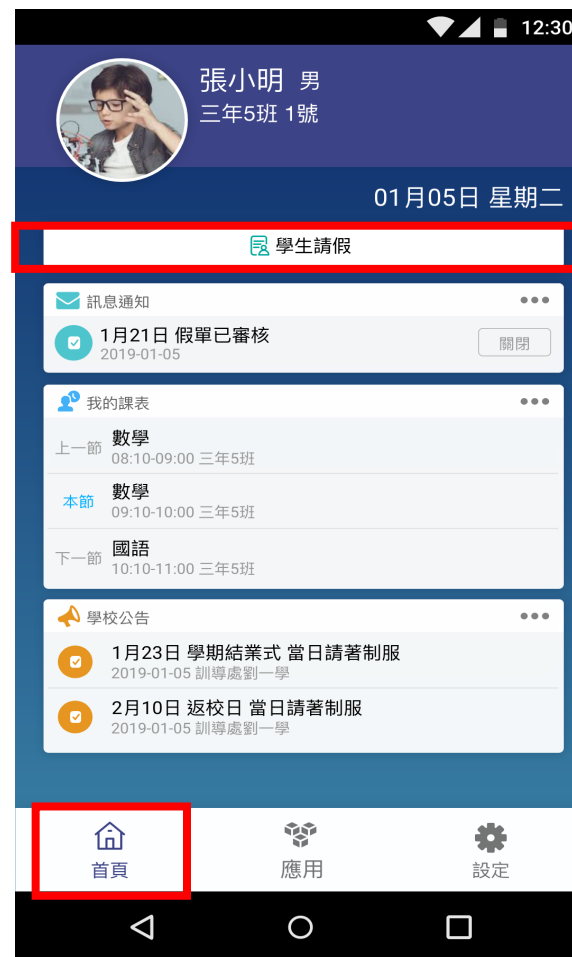 12:30
張小明 男
三年5班 1號
01月05日 星期二
學生請假
訊息通知
1月21日 假單已審核
2019-01-05
關閉
我的課表
上一節
數學
08:10-09:00 三年5班
本節
數學
09:10-10:00 三年5班
下一節
國語
10:10-11:00 三年5班
學校公告
1月23日 學期結業式 當日請著制服
2019-01-05 訓導處劉一學
2月10日 返校日 當日請著制服
2019-01-05 訓導處劉一學
首頁
應用
設定